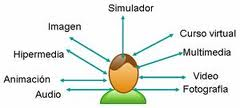 Simulador
Imagen
Curso virtual
Hipermedia
Multimedia
Animación
Video
Audio
Fotografía